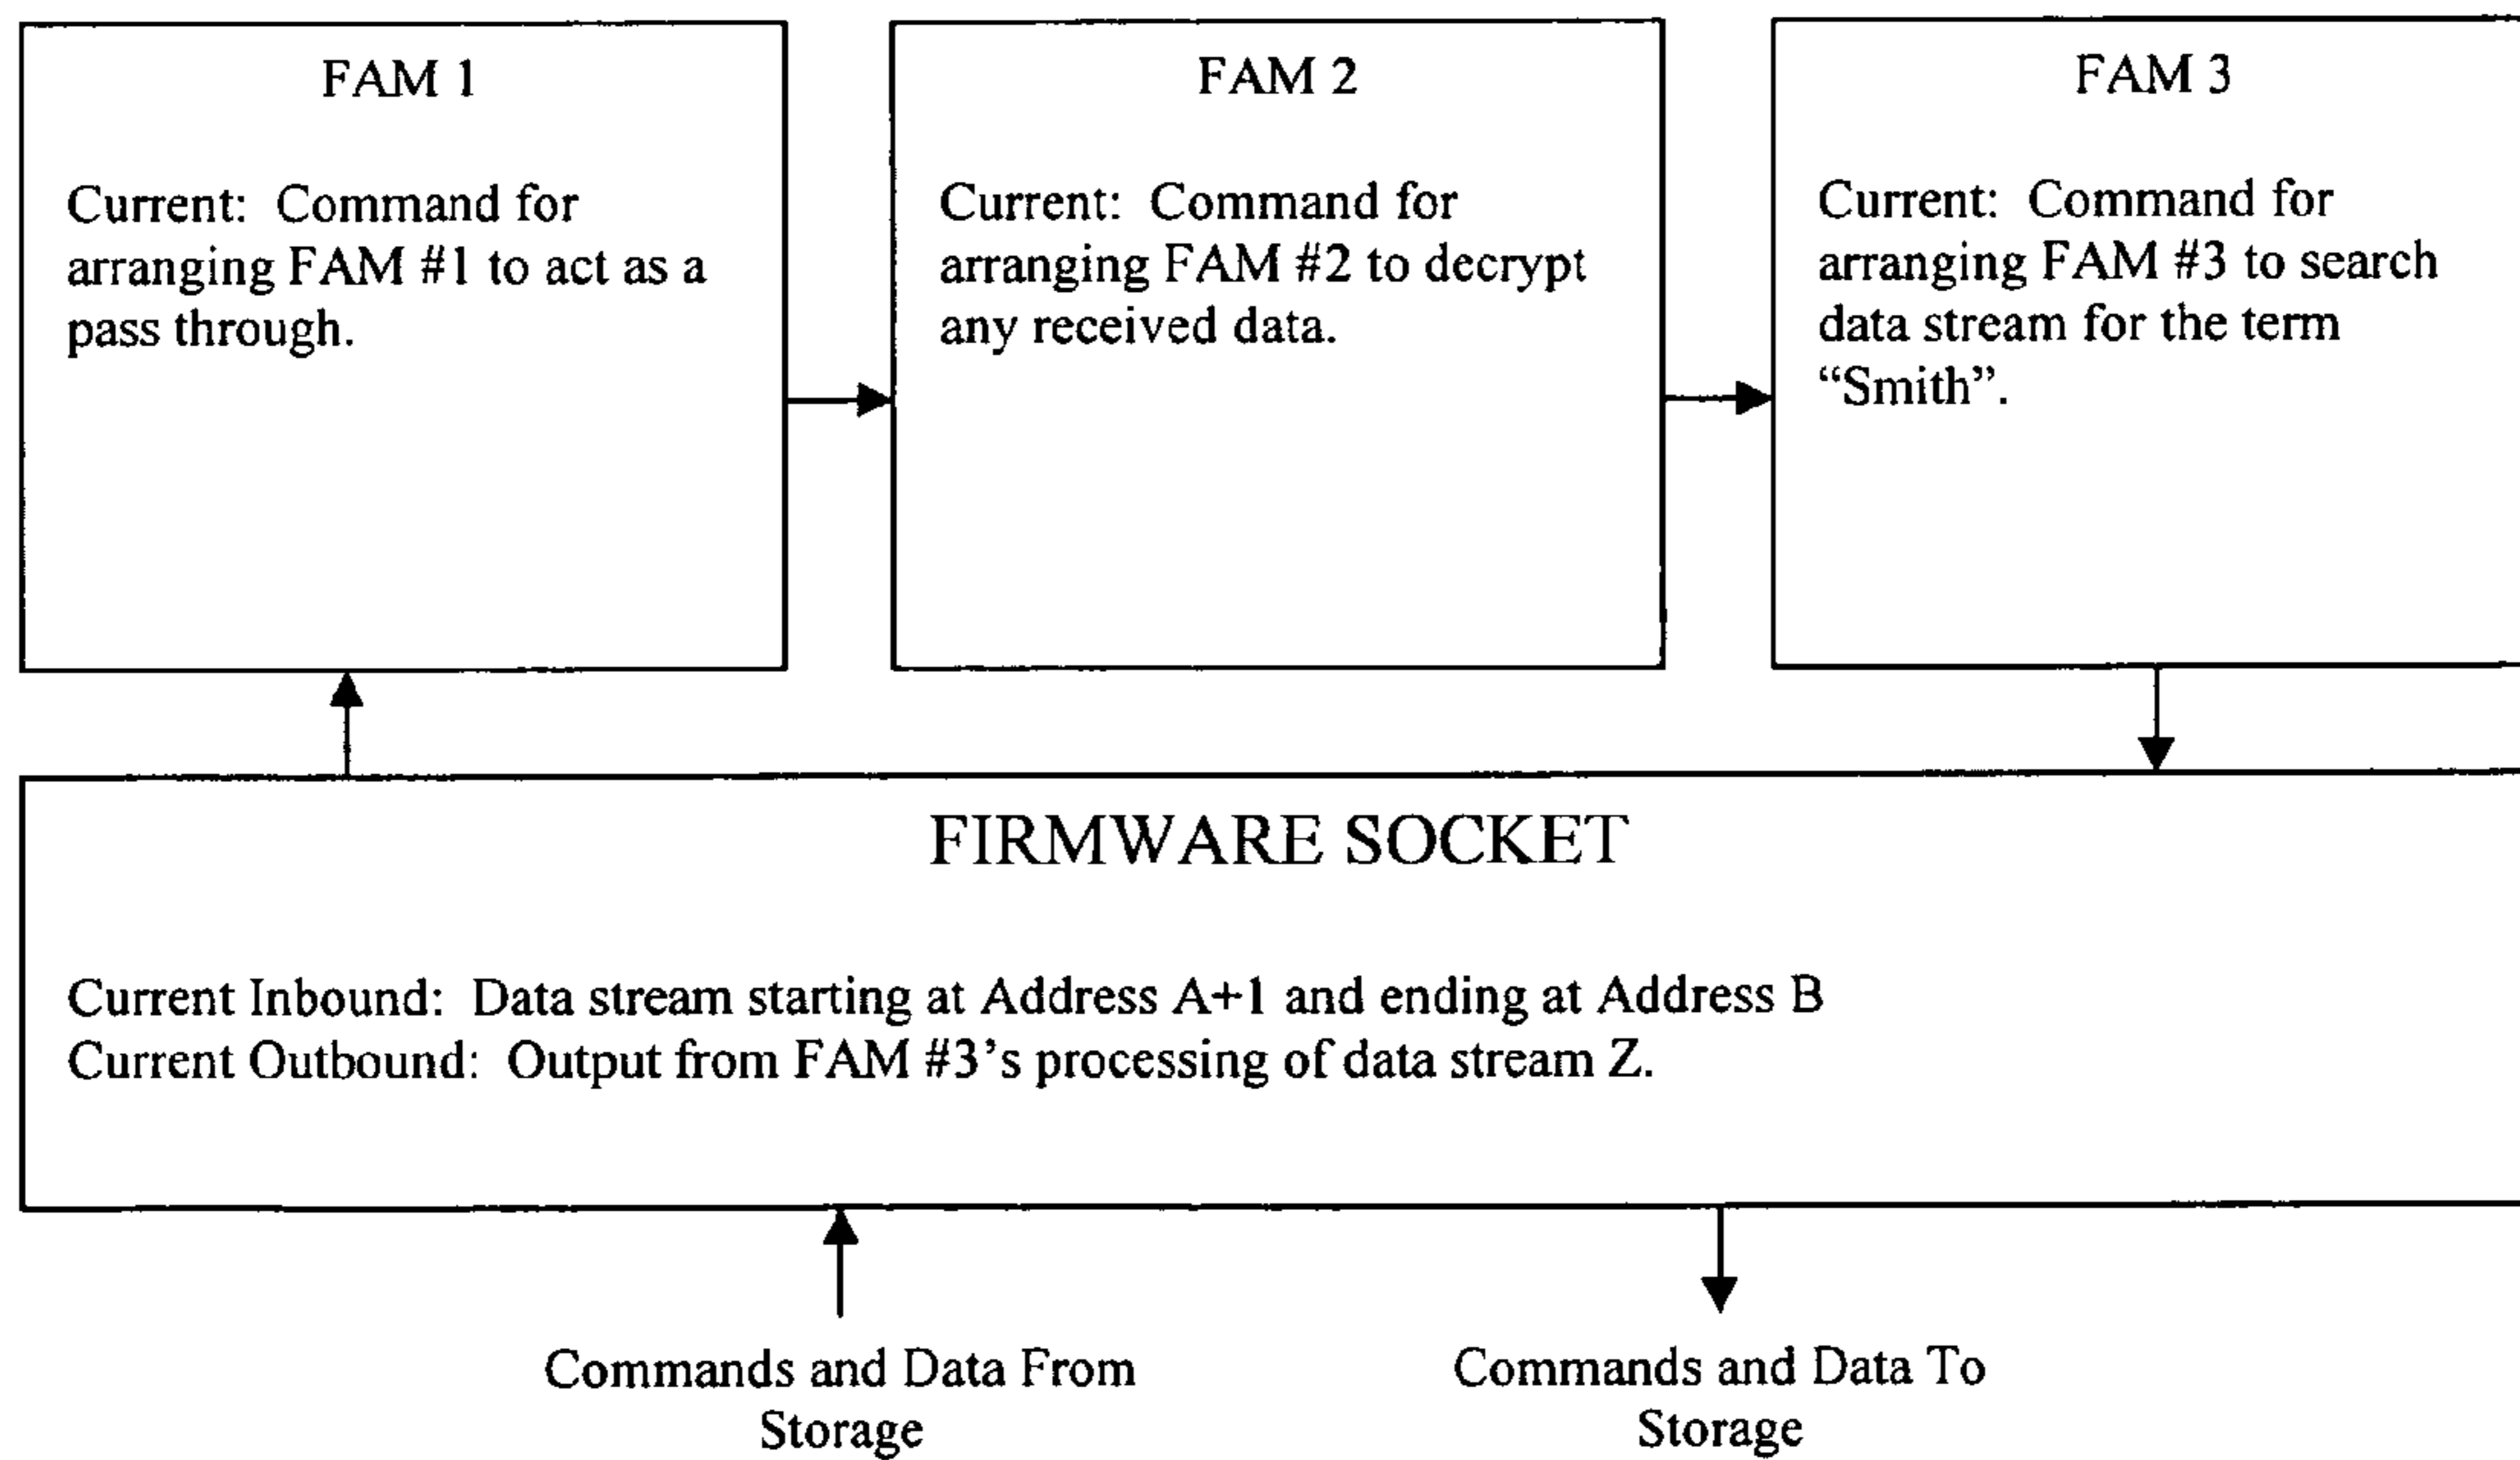 FAM 1
Current: Command for
arranging FAM #1 to act as a
pass through.
FAM 2
Current: Command for
arranging FAM #2 to decrypt
any received data.
FAM 3
Current: Command for
arranging FAM #3 to search
data stream for the term
“Smith”.
FIRMWARE SOCKET
Current Inbound: Data stream starting at Address A+1 and ending at Address B
Current Outbound: Output from FAM #3’s processing of data stream Z.
Commands and Data From
Storage
Commands and Data To
Storage